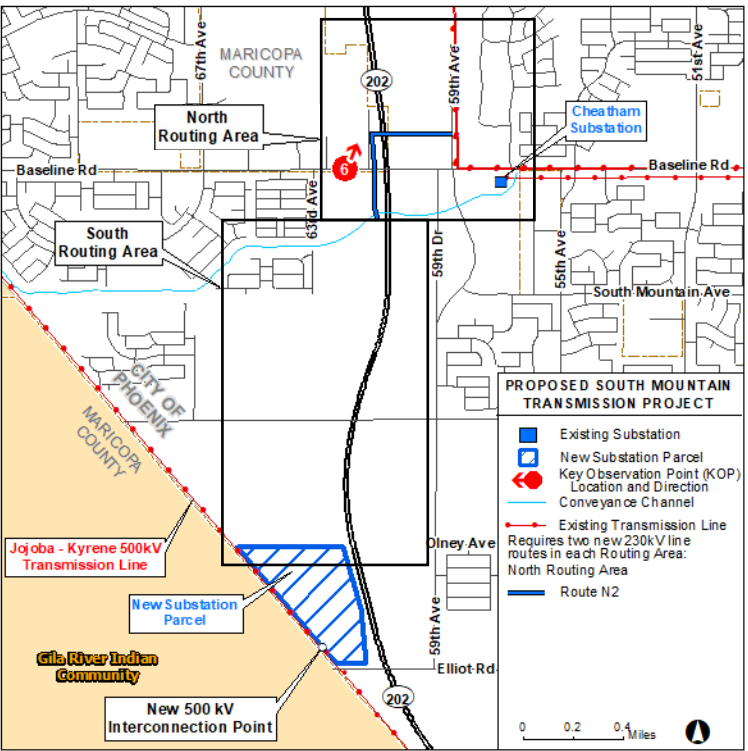 67th Ave
MARICOPA
COUNTY
202
59th Ave
51st Ave
North
Routing Area
Cheatham
Substation
6
Baseline Rd
Baseline Rd
63rd Ave
South
Routing Area
59th Dr
55th Ave
South Mountain Ave
CITY OF
PHOENIX
MARICOPA
COUNTY
PROPOSED SOUTH MOUNTAIN
TRANSMISSION PROJECT
Existing Substation
New Substation Parcel
Key Observation Point (KOP)
Location and Direction
Conveyance Channel
Existing Transmission Line
Requires two new 230kV line
routes in each Routing Area:
North Routing Area
Route N2
Jojoba - Kyrene 500kV
Transmission Line
Olney Ave
New Substation
Parcel
59th Ave
Gila River Indian
Community
Elliot Rd
New 500 kV
Interconnection Point
202
0 0.2 0.4 Miles